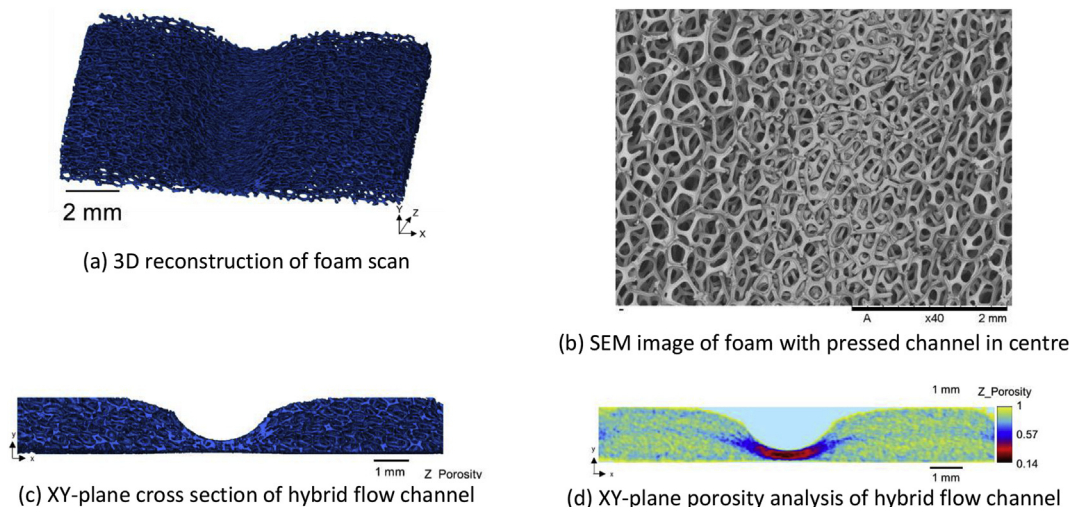 2 mm
Y
Z
X
(a) 3D reconstruction of foam scan
A x40 2 mm
(b) SEM image of foam with pressed channel in centre
y
x
1 mm
Z_Porosity
(c) XY-plane cross section of hybrid flow channel
1 mm Z_Porosity
1
0.57
0.14
y
x
1 mm
(d) XY-plane porosity analysis of hybrid flow channel